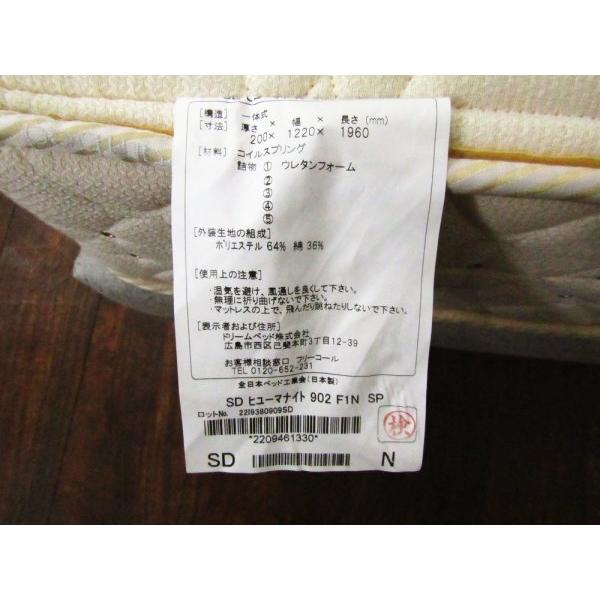 [構造] 一体式
[寸法] 厚さ × 幅 × 長さ (mm)
200× 1220× 1960
[材料] コイルスプリング
詰物 ① ウレタンフォーム
②
③
④
⑤
[外装生地の組成]
ポリエステル 64% 綿 36%
[使用上の注意]
・湿気を避け、風通しを良くして下さい。
・無理に折り曲げないで下さい。
・マットレスの上で、飛んだり跳ねたりしないで下さい。
[表示者および住所]
ドリームベッド株式会社
広島市西区己斐本町3丁目12-39
お客様相談窓口 フリーコール
TEL 0120-652-231
全日本ベッド工業会(日本製)
SD ヒューマナイト 902 F1N SP
ロットNo. 22I9380909SD
検
*2209461330*
SD N